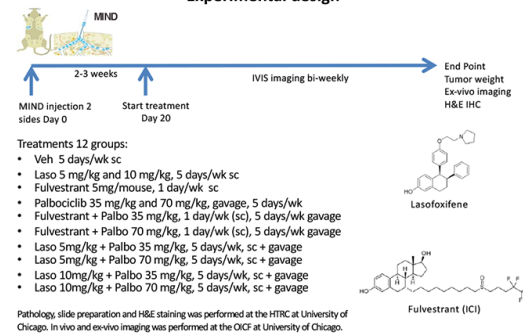 Experimental design
MIND
2-3 weeks
IVIS imaging bi-weekly
End Point
Tumor weight
Ex-vivo imaging
H&E IHC
MIND injection 2
sides Day 0
Start treatment
Day 20
Treatments 12 groups:
• Veh 5 days/wk sc
• Laso 5 mg/kg and 10 mg/kg, 5 days/wk sc
• Fulvestrant 5mg/mouse, 1 day/wk sc
• Palbociclib 35 mg/kg and 70 mg/kg, gavage, 5 days/wk
• Fulvestrant + Palbo 35 mg/kg, 1 day/wk (sc), 5 days/wk gavage
• Fulvestrant + Palbo 70 mg/kg, 1 day/wk (sc), 5 days/wk gavage
• Laso 5mg/kg + Palbo 35 mg/kg, 5 days/wk, sc + gavage
• Laso 5mg/kg + Palbo 70 mg/kg, 5 days/wk, sc + gavage
• Laso 10mg/kg + Palbo 35 mg/kg, 5 days/wk, sc + gavage
• Laso 10mg/kg + Palbo 70 mg/kg, 5 days/wk, sc + gavage
O
N
HO
Lasofoxifene
OH
H
H
H
HO
O
S
F
F
F
F
F
Fulvestrant (ICI)
Pathology, slide preparation and H&E staining was performed at the HTRC at University of
Chicago. In vivo and ex-vivo imaging was performed at the OICF at University of Chicago.